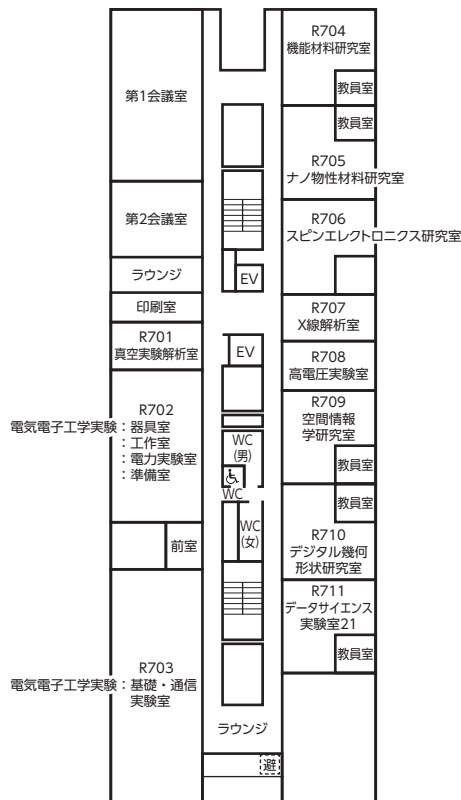 第1会議室
第2会議室
ラウンジ
印刷室
R701
真空実験解析室
R702
電気電子工学実験：器具室
：工作室
：電力実験室
：準備室
前室
R703
電気電子工学実験：基礎・通信
実験室
EV
EV
WC
(男)
WC
WC
(女)
ラウンジ
避
R704
機能材料研究室
教員室
教員室
R705
ナノ物性材料研究室
R706
スピンエレクトロニクス研究室
R707
X線解析室
R708
高電圧実験室
R709
空間情報
学研究室
教員室
教員室
R710
デジタル幾何
形状研究室
R711
データサイエンス
実験室21
教員室